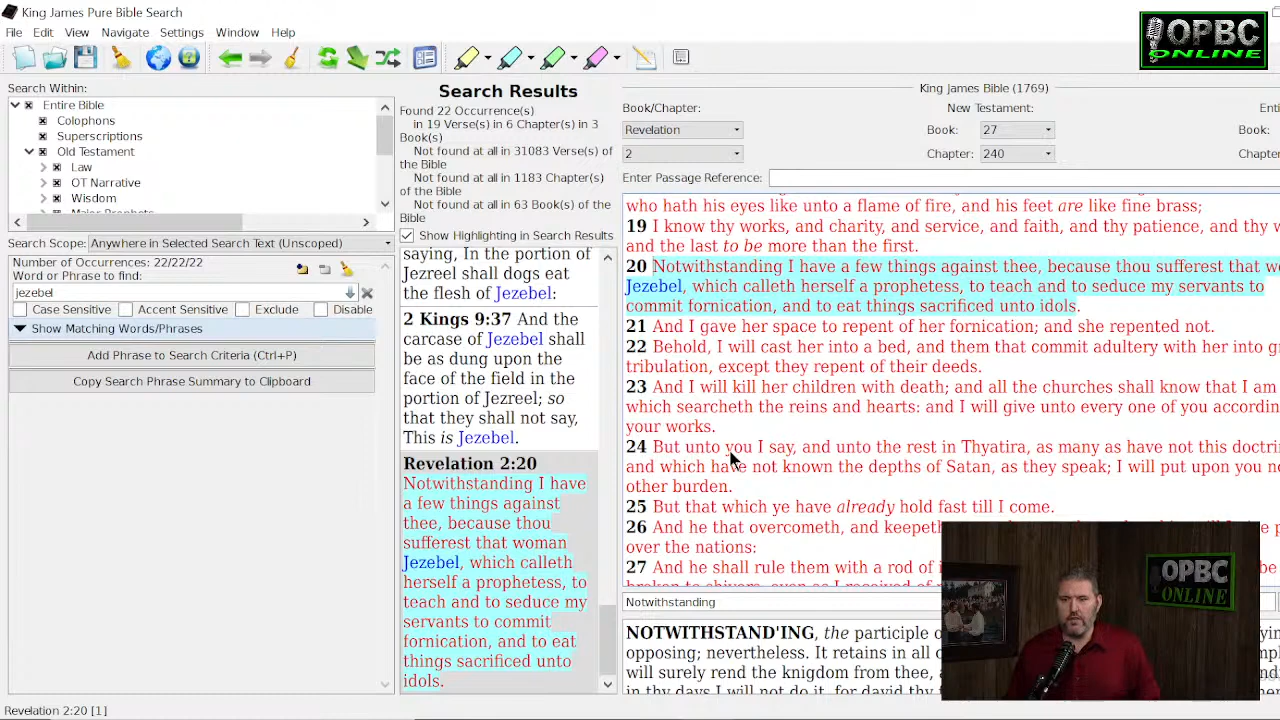 King James Pure Bible Search
File Edit View Navigate Settings Window Help
OPBC
ONLINE
Search Within:
Entire Bible
Colophons
Superscriptions
Old Testament
Law
OT Narrative
Wisdom
Major Prophets
Search Scope: Anywhere in Selected Search Text (Unscoped)
Number of Occurrences: 22/22/22
Word or Phrase to find:
jezebel
Case Sensitive Accent Sensitive Exclude Disable
Show Matching Words/Phrases
Add Phrase to Search Criteria (Ctrl+P)
Copy Search Phrase Summary to Clipboard
Search Results
Found 22 Occurrence(s)
in 19 Verse(s) in 6 Chapter(s) in 3
Book(s)
Not found at all in 31083 Verse(s) of
the Bible
Not found at all in 1183 Chapter(s)
of the Bible
Not found at all in 63 Book(s) of the
Bible
Show Highlighting in Search Results
saying, In the portion of
Jezreel shall dogs eat
the flesh of Jezebel:
2 Kings 9:37 And the
carcase of Jezebel shall
be as dung upon the
face of the field in the
portion of Jezreel; so
that they shall not say,
This is Jezebel.
Revelation 2:20
Notwithstanding I have
a few things against
thee, because thou
sufferest that woman
Jezebel, which calleth
herself a prophetess, to
teach and to seduce my
servants to commit
fornication, and to eat
things sacrificed unto
idols.
King James Bible (1769)
Book/Chapter: New Testament:
Revelation Book: 27 Book:
2 Chapter: 240 Chapte
Enter Passage Reference:
who hath his eyes like unto a flame of fire, and his feet are like fine brass;
19 I know thy works, and charity, and service, and faith, and thy patience, and thy w
and the last to be more than the first.
20 Notwithstanding I have a few things against thee, because thou sufferest that wo
Jezebel, which calleth herself a prophetess, to teach and to seduce my servants to
commit fornication, and to eat things sacrificed unto idols.
21 And I gave her space to repent of her fornication; and she repented not.
22 Behold, I will cast her into a bed, and them that commit adultery with her into gr
tribulation, except they repent of their deeds.
23 And I will kill her children with death; and all the churches shall know that I am
which searcheth the reins and hearts: and I will give unto every one of you accordin
your works.
24 But unto you I say, and unto the rest in Thyatira, as many as have not this doctri
and which have not known the depths of Satan, as they speak; I will put upon you no
other burden.
25 But that which ye have already hold fast till I come.
26 And he that overcometh, and keepeth
over the nations:
27 And he shall rule them with a rod of
Notwithstanding
NOTWITHSTAND'ING, the participle
opposing; nevertheless. It retains in all
will surely rend the knigdom from thee,
in thy days I will not do it, for david thy
OPBC
ONLINE
Revelation 2:20 [1]